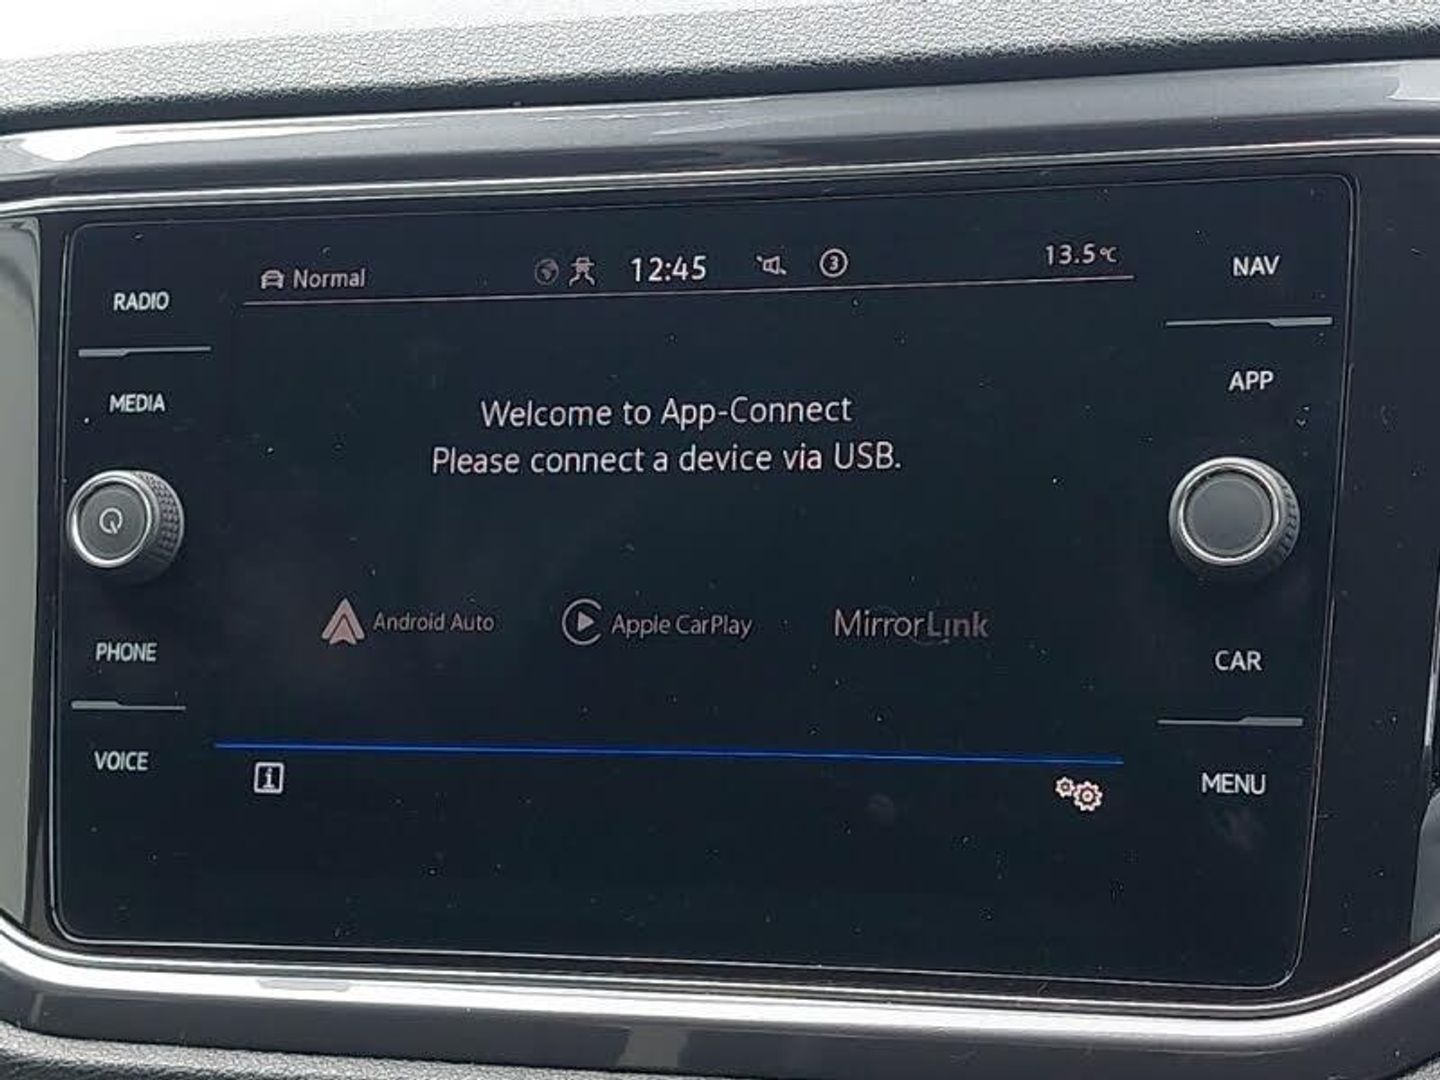 Normal 12:45 3 13.5°C
RADIO
MEDIA
PHONE
VOICE
Welcome to App-Connect
Please connect a device via USB.
Android Auto
Apple CarPlay
MirrorLink
i
NAV
APP
CAR
MENU